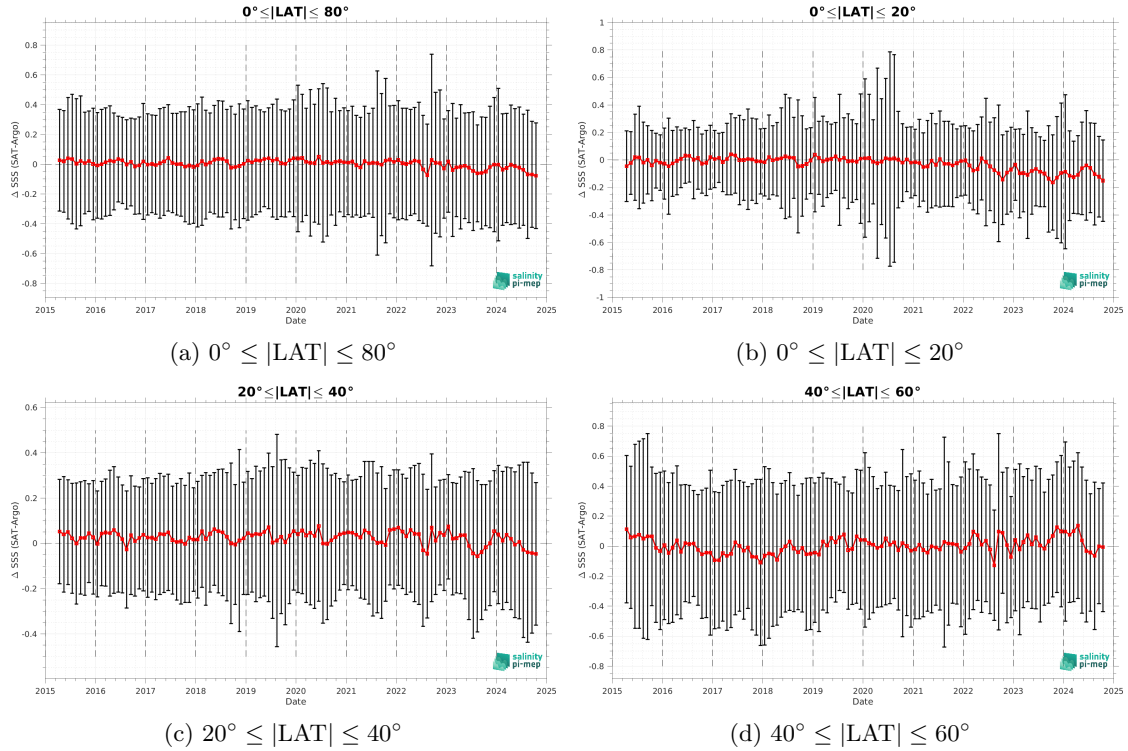 0°≤|LAT|≤ 80°
Δ SSS (SAT-Argo)
0.8
0.6
0.4
0.2
0
-0.2
-0.4
-0.6
-0.8
2015 2016 2017 2018 2019 2020 2021 2022 2023 2024 2025
Date
salinity
pi-mep
(a) 0° ≤ |LAT| ≤ 80°
0°≤|LAT|≤ 20°
Δ SSS (SAT-Argo)
1
0.8
0.6
0.4
0.2
0
-0.2
-0.4
-0.6
-0.8
-1
2015 2016 2017 2018 2019 2020 2021 2022 2023 2024 2025
Date
salinity
pi-mep
(b) 0° ≤ |LAT| ≤ 20°
20°≤|LAT|≤ 40°
Δ SSS (SAT-Argo)
0.6
0.4
0.2
0
-0.2
-0.4
2015 2016 2017 2018 2019 2020 2021 2022 2023 2024 2025
Date
salinity
pi-mep
(c) 20° ≤ |LAT| ≤ 40°
40°≤|LAT|≤ 60°
Δ SSS (SAT-Argo)
0.8
0.6
0.4
0.2
0
-0.2
-0.4
-0.6
-0.8
2015 2016 2017 2018 2019 2020 2021 2022 2023 2024 2025
Date
salinity
pi-mep
(d) 40° ≤ |LAT| ≤ 60°